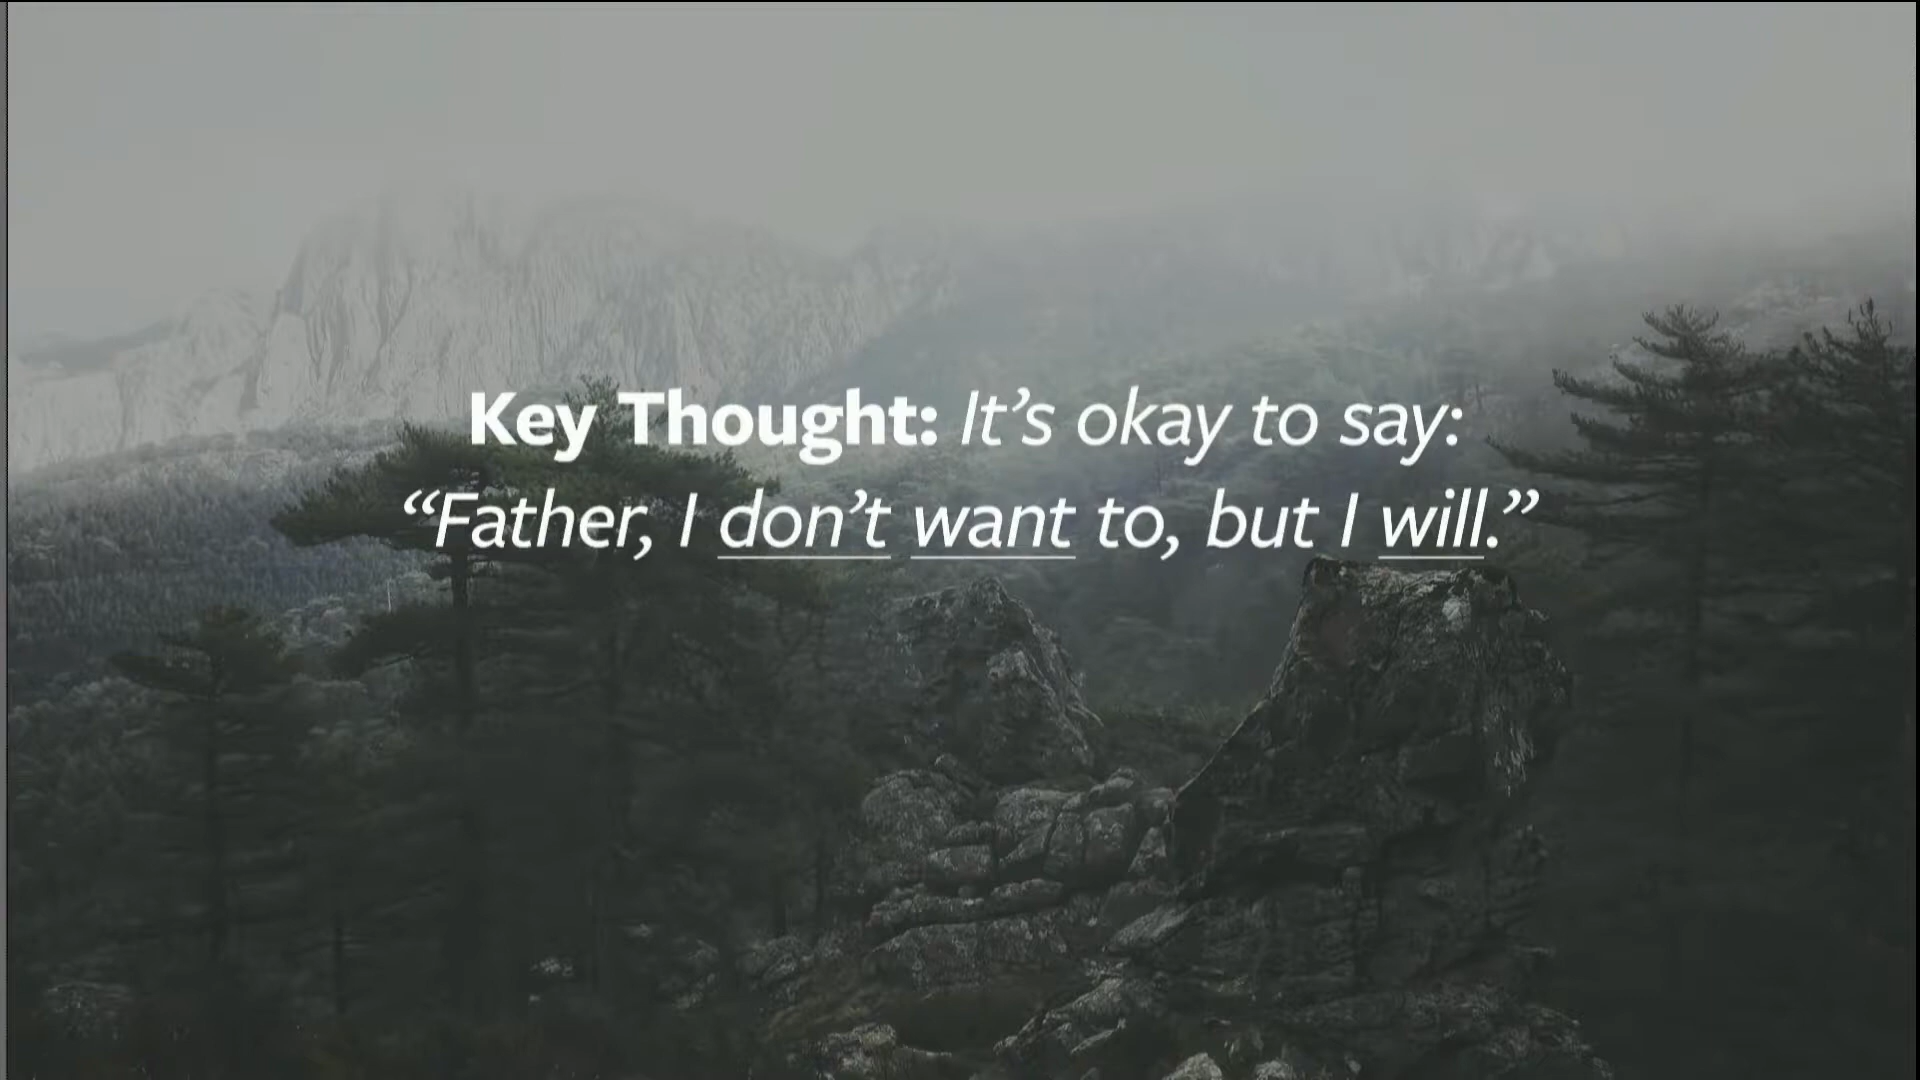 Key Thought: It’s okay to say:
“Father, I don’t want to, but I will.”